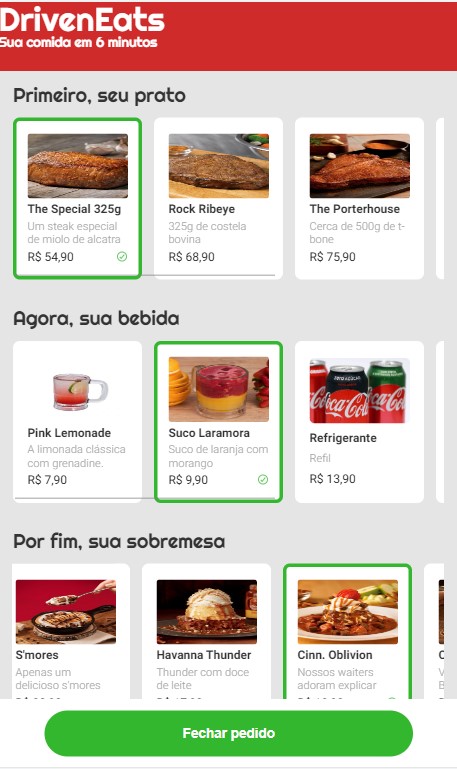 DrivenEats
Sua comida em 6 minutos
Primeiro, seu prato
The Special 325g
Um steak especial
de miolo de alcatra
R$ 54,90
Rock Ribeye
325g de costela
bovina
R$ 68,90
The Porterhouse
Cerca de 500g de t-
bone
R$ 75,90
Agora, sua bebida
Pink Lemonade
A limonada clássica
com grenadine.
R$ 7,90
Suco Laramora
Suco de laranja com
morango
R$ 9,90
Coca-Cola
Refrigerante
Refil
R$ 13,90
Por fim, sua sobremesa
S'mores
Apenas um
delicioso s'mores
Havanna Thunder
Thunder com doce
de leite
Cinn. Oblivion
Nossos waiters
adoram explicar
Fechar pedido